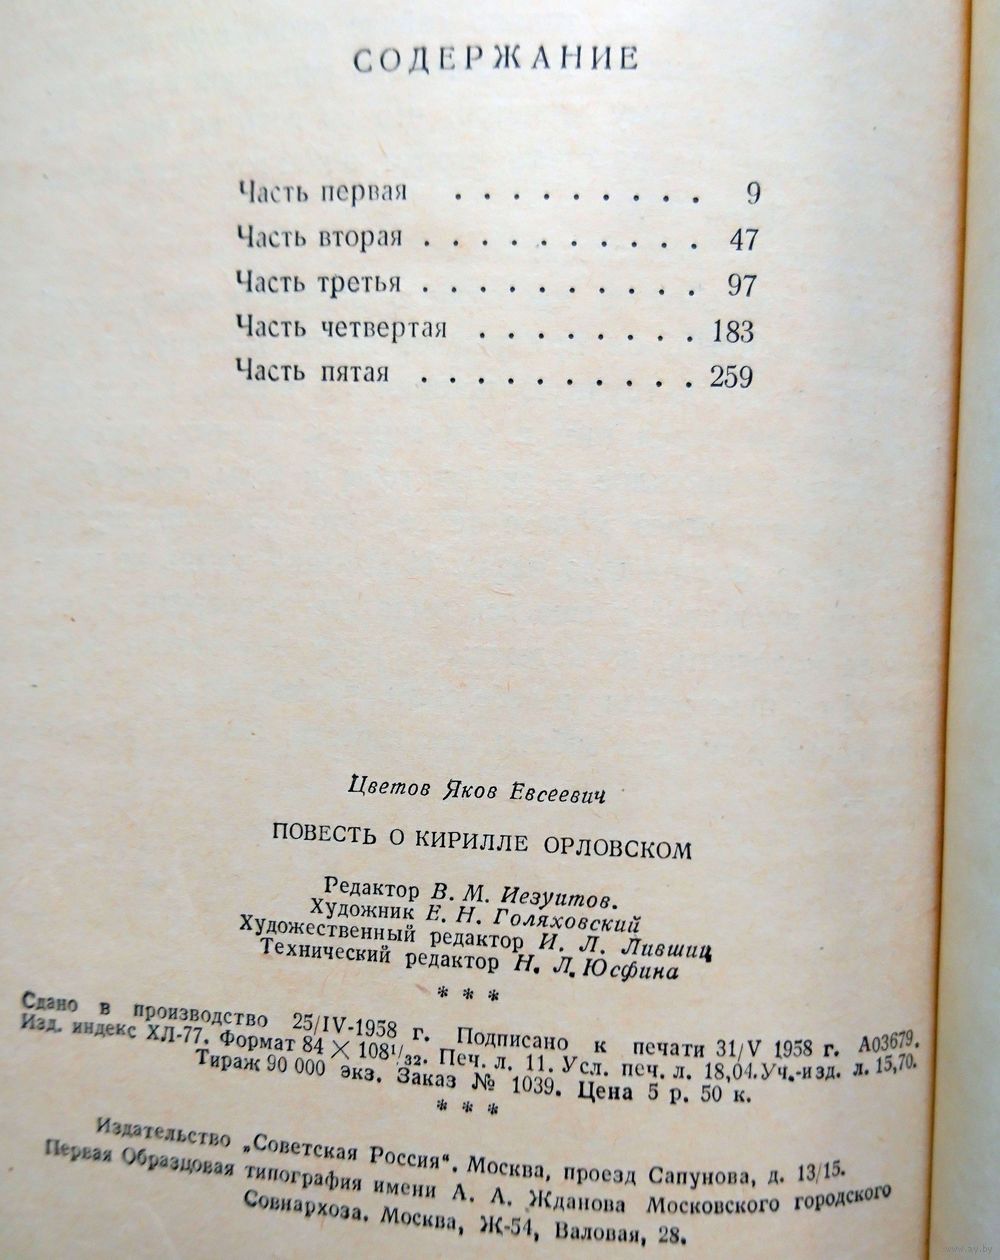 СОДЕРЖАНИЕ
Часть первая . . . . . . . . . 9
Часть вторая . . . . . . . . . . 47
Часть третья . . . . . . . . . . 97
Часть четвертая . . . . . . . . 183
Часть пятая . . . . . . . . . . 259
Цветов Яков Евсеевич
ПОВЕСТЬ О КИРИЛЛЕ ОРЛОВСКОМ
Редактор В. М. Иезуитов.
Художник Е. Н. Голяховский
Художественный редактор И. Л. Лившиц
Технический редактор Н. Л. Юсфина
* * *
Сдано в производство 25/IV-1958 г. Подписано к печати 31/V 1958 г. А03679.
Изд. индекс ХЛ-77. Формат 84 × 108¹/₃₂. Печ. л. 11. Усл. печ. л. 18,04. Уч.-изд. л. 15,70.
Тираж 90 000 экз. Заказ № 1039. Цена 5 р. 50 к.
* * *
Издательство „Советская Россия“. Москва, проезд Сапунова, д. 13/15.
Первая Образцовая типография имени А. А. Жданова Московского городского
Совнархоза. Москва, Ж-54, Валовая, 28.
www.ay.by